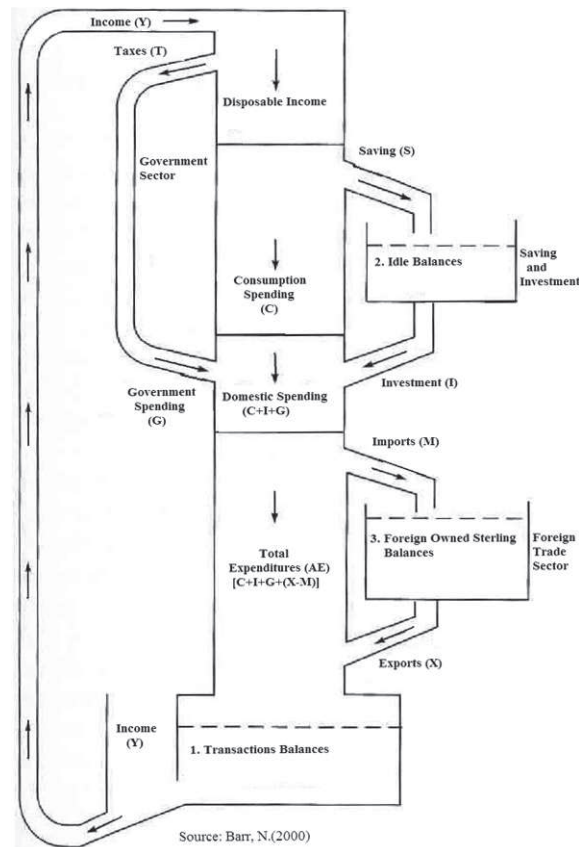 Income (Y)
Taxes (T)
Disposable Income
Saving (S)
Government
Sector
2. Idle Balances
Saving
and
Investment
Consumption
Spending
(C)
Government
Spending
(G)
Domestic Spending
(C+I+G)
Investment (I)
Imports (M)
3. Foreign Owned Sterling
Balances
Foreign
Trade
Sector
Total
Expenditures (AE)
[C+I+G+(X-M)]
Exports (X)
Income
(Y)
1. Transactions Balances
Source: Barr, N.(2000)